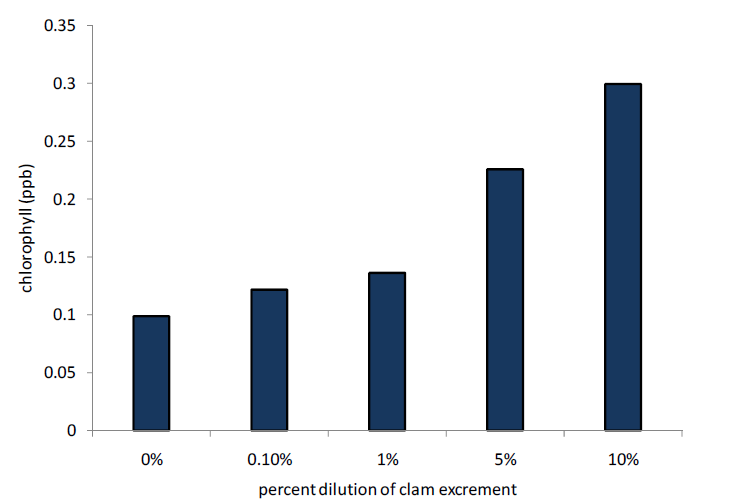 0.35
0.3
0.25
0.2
0.15
0.1
0.05
0
chlorophyll (ppb)
0% 0.10% 1% 5% 10%
percent dilution of clam excrement